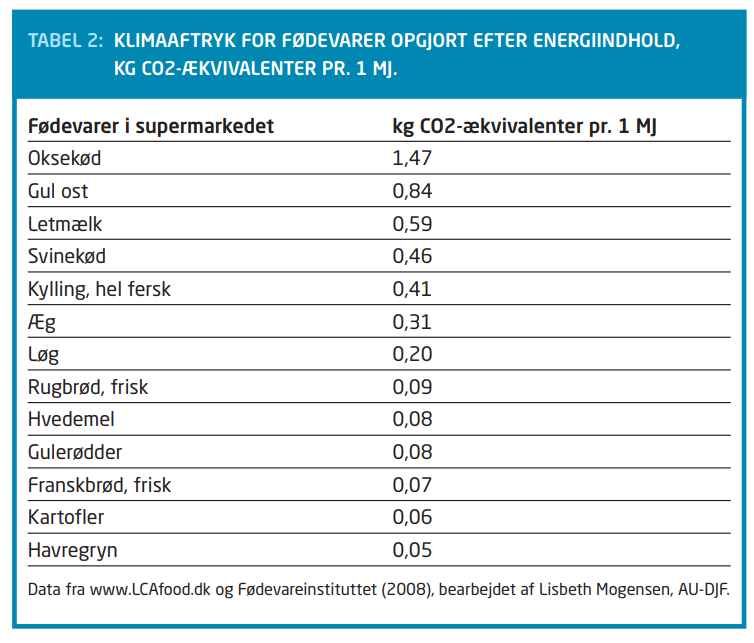 TABEL 2: KLIMAAFTRYK FOR FØDEVARER OPGJORT EFTER ENERGIINDHOLD,
KG CO2-ÆKVIVALENTER PR. 1 MJ.
Fødevarer i supermarkedet kg CO2-ækvivalenter pr. 1 MJ
Oksekød 1,47
Gul ost 0,84
Letmælk 0,59
Svinekød 0,46
Kylling, hel fersk 0,41
Æg 0,31
Løg 0,20
Rugbrød, frisk 0,09
Hvedemel 0,08
Gulerødder 0,08
Franskbrød, frisk 0,07
Kartofler 0,06
Havregryn 0,05
Data fra www.LCAfood.dk og Fødevareinstituttet (2008), bearbejdet af Lisbeth Mogensen, AU-DJF.